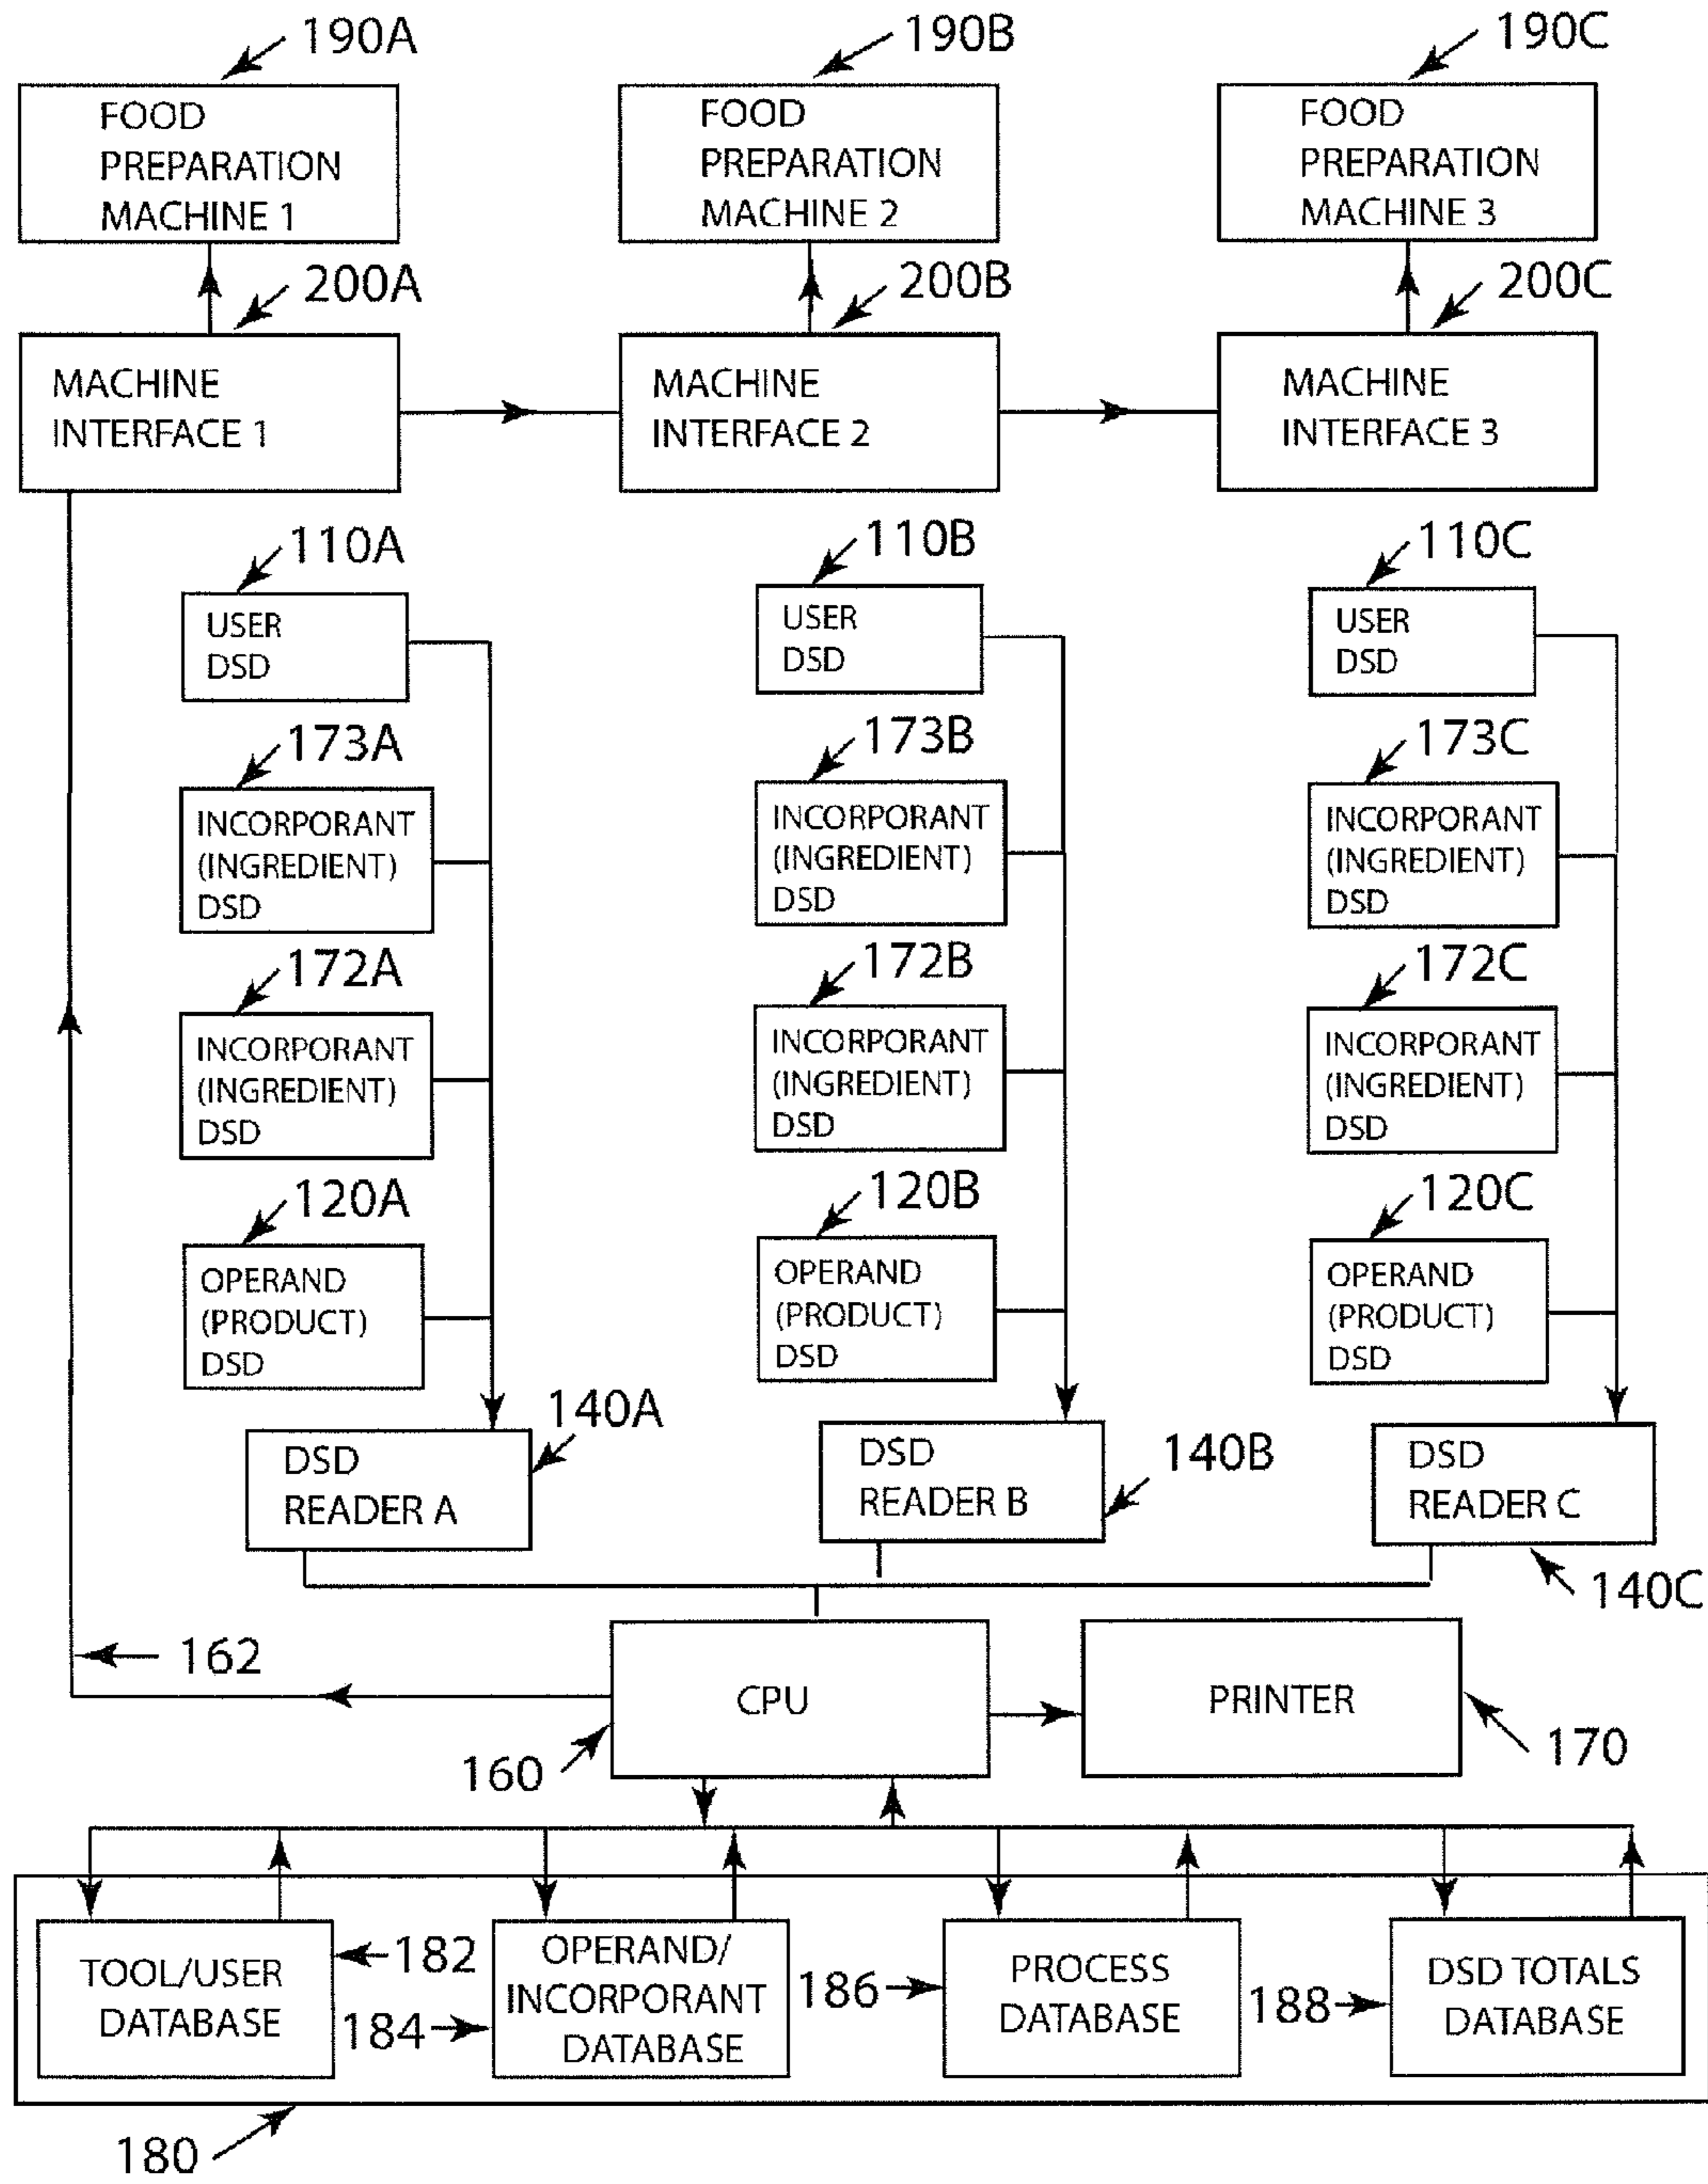 190A
190B
190C
FOOD
PREPARATION
MACHINE 1
FOOD
PREPARATION
MACHINE 2
FOOD
PREPARATION
MACHINE 3
200A
200B
200C
MACHINE
INTERFACE 1
MACHINE
INTERFACE 2
MACHINE
INTERFACE 3
110A
110B
110C
USER
DSD
USER
DSD
USER
DSD
173A
173B
173C
INCORPORANT
(INGREDIENT)
DSD
INCORPORANT
(INGREDIENT)
DSD
INCORPORANT
(INGREDIENT)
DSD
172A
172B
172C
INCORPORANT
(INGREDIENT)
DSD
INCORPORANT
(INGREDIENT)
DSD
INCORPORANT
(INGREDIENT)
DSD
120A
120B
120C
OPERAND
(PRODUCT)
DSD
OPERAND
(PRODUCT)
DSD
OPERAND
(PRODUCT)
DSD
140A
140B
140C
DSD
READER A
DSD
READER B
DSD
READER C
162
CPU
PRINTER
160
170
TOOL/USER
DATABASE
182
184
OPERAND/
INCORPORANT
DATABASE
186
PROCESS
DATABASE
188
DSD TOTALS
DATABASE
180